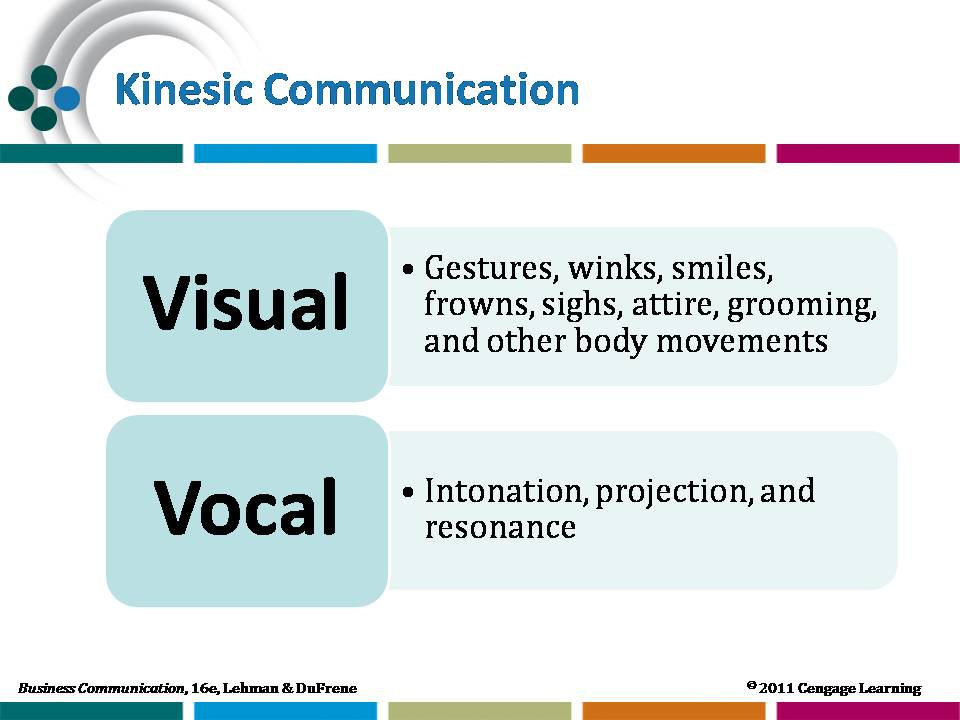 Kinesic Communication
Visual
• Gestures, winks, smiles,
frowns, sighs, attire, grooming,
and other body movements
Vocal
• Intonation, projection, and
resonance
Business Communication, 16e, Lehman & DuFrene
© 2011 Cengage Learning